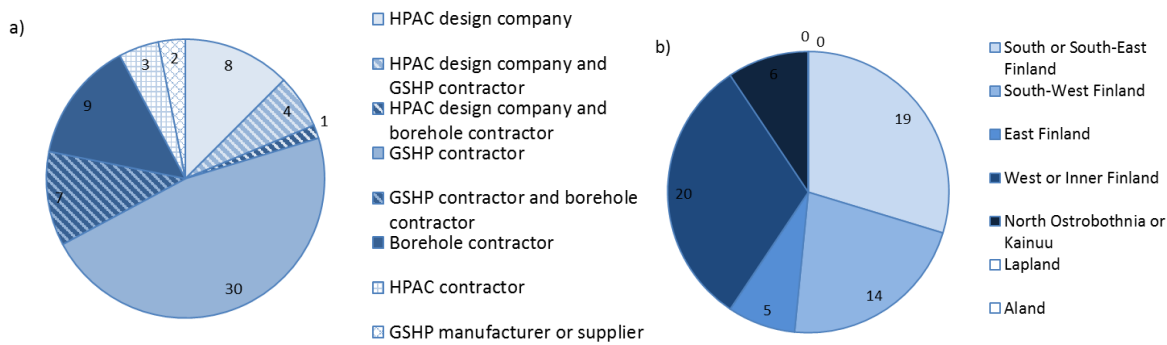 a)
8
4
1
30
7
9
3
2
HPAC design company
HPAC design company and
GSHP contractor
HPAC design company and
borehole contractor
GSHP contractor
GSHP contractor and borehole
contractor
Borehole contractor
HPAC contractor
GSHP manufacturer or supplier
b)
0
0
19
14
5
20
6
South or South-East
Finland
South-West Finland
East Finland
West or Inner Finland
North Ostrobothnia or
Kainuu
Lapland
Aland